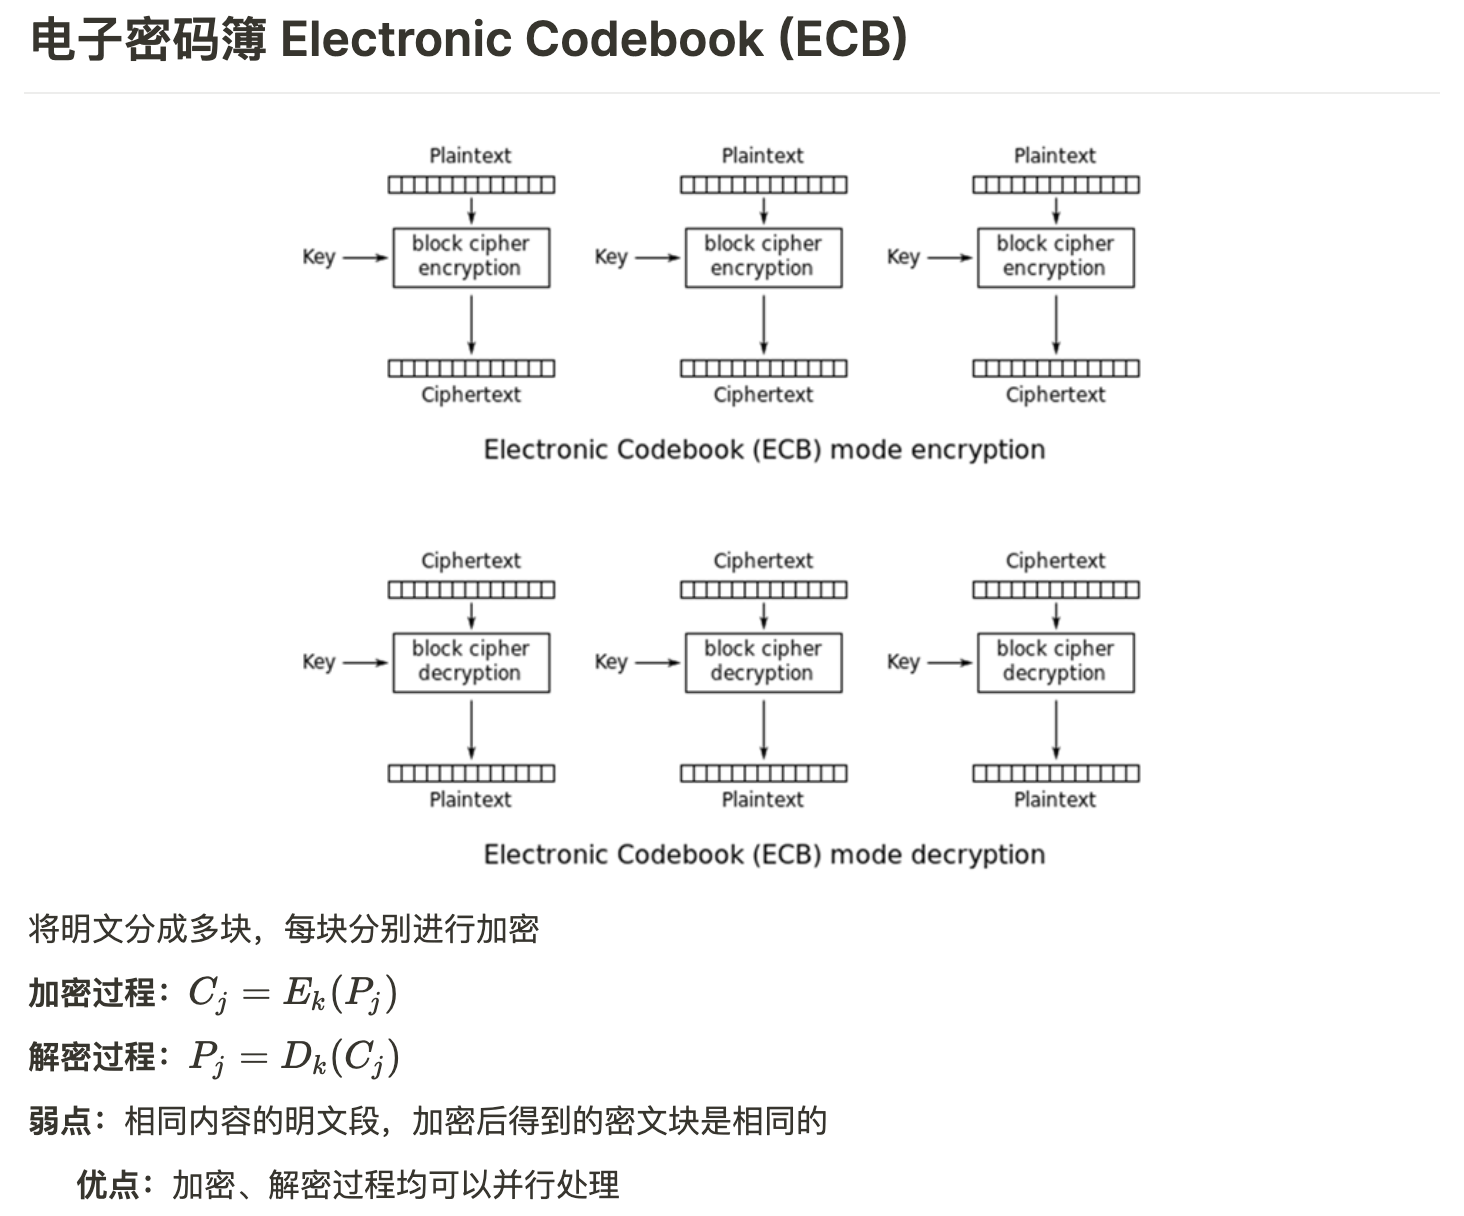 电子密码簿 Electronic Codebook (ECB)
Plaintext Plaintext Plaintext
Key block cipher encryption Key block cipher encryption Key block cipher encryption
Ciphertext Ciphertext Ciphertext
Electronic Codebook (ECB) mode encryption
Ciphertext Ciphertext Ciphertext
Key block cipher decryption Key block cipher decryption Key block cipher decryption
Plaintext Plaintext Plaintext
Electronic Codebook (ECB) mode decryption
将明文分成多块，每块分别进行加密
加密过程：$C_j = E_k(P_j)$
解密过程：$P_j = D_k(C_j)$
弱点：相同内容的明文段，加密后得到的密文块是相同的
优点：加密、解密过程均可以并行处理